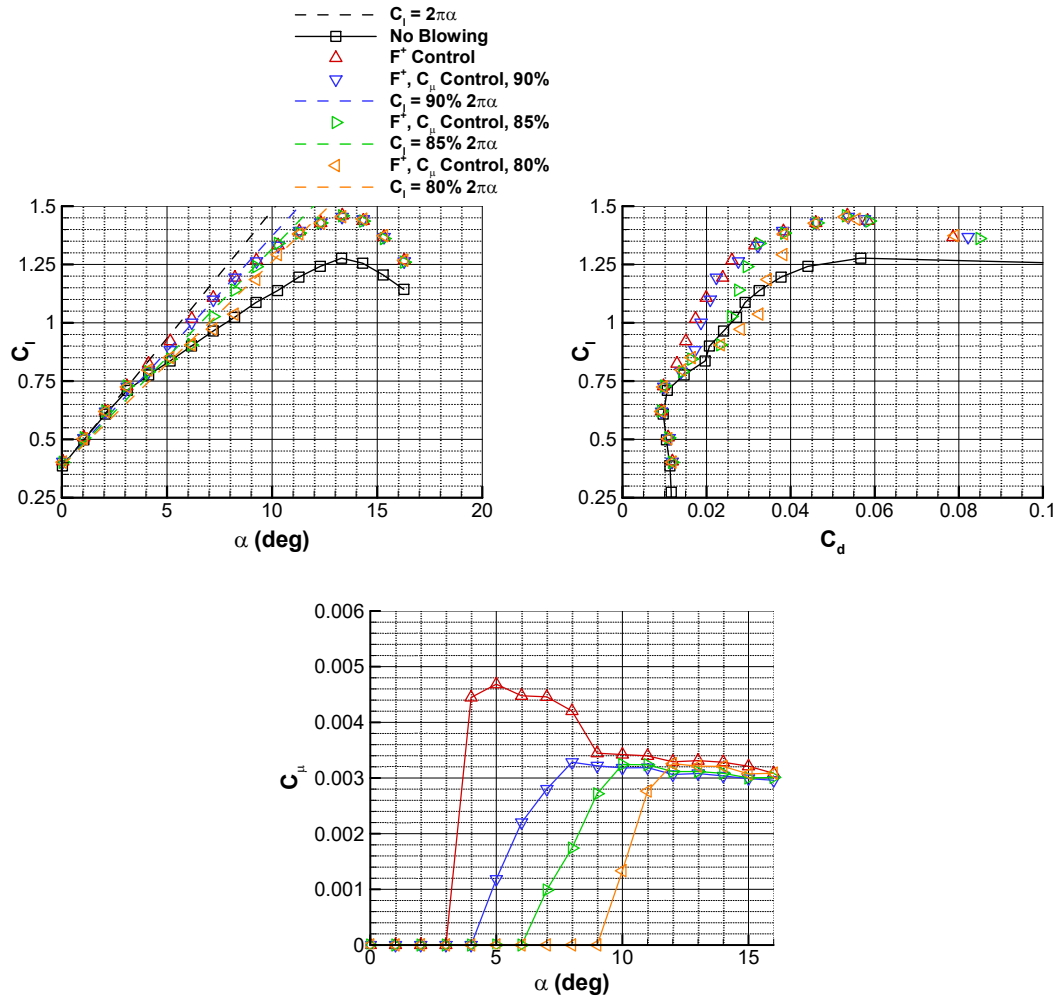 C_l = 2πα
No Blowing
F⁺ Control
F⁺, C_μ Control, 90%
C_l = 90% 2πα
F⁺, C_μ Control, 85%
C_l = 85% 2πα
F⁺, C_μ Control, 80%
C_l = 80% 2πα
1.5
1.25
1
0.75
0.5
0.25
C_l
0 5 10 15 20
α (deg)
1.5
1.25
1
0.75
0.5
0.25
C_l
0 0.02 0.04 0.06 0.08 0.1
C_d
0.006
0.005
0.004
0.003
0.002
0.001
0
C_μ
0 5 10 15
α (deg)